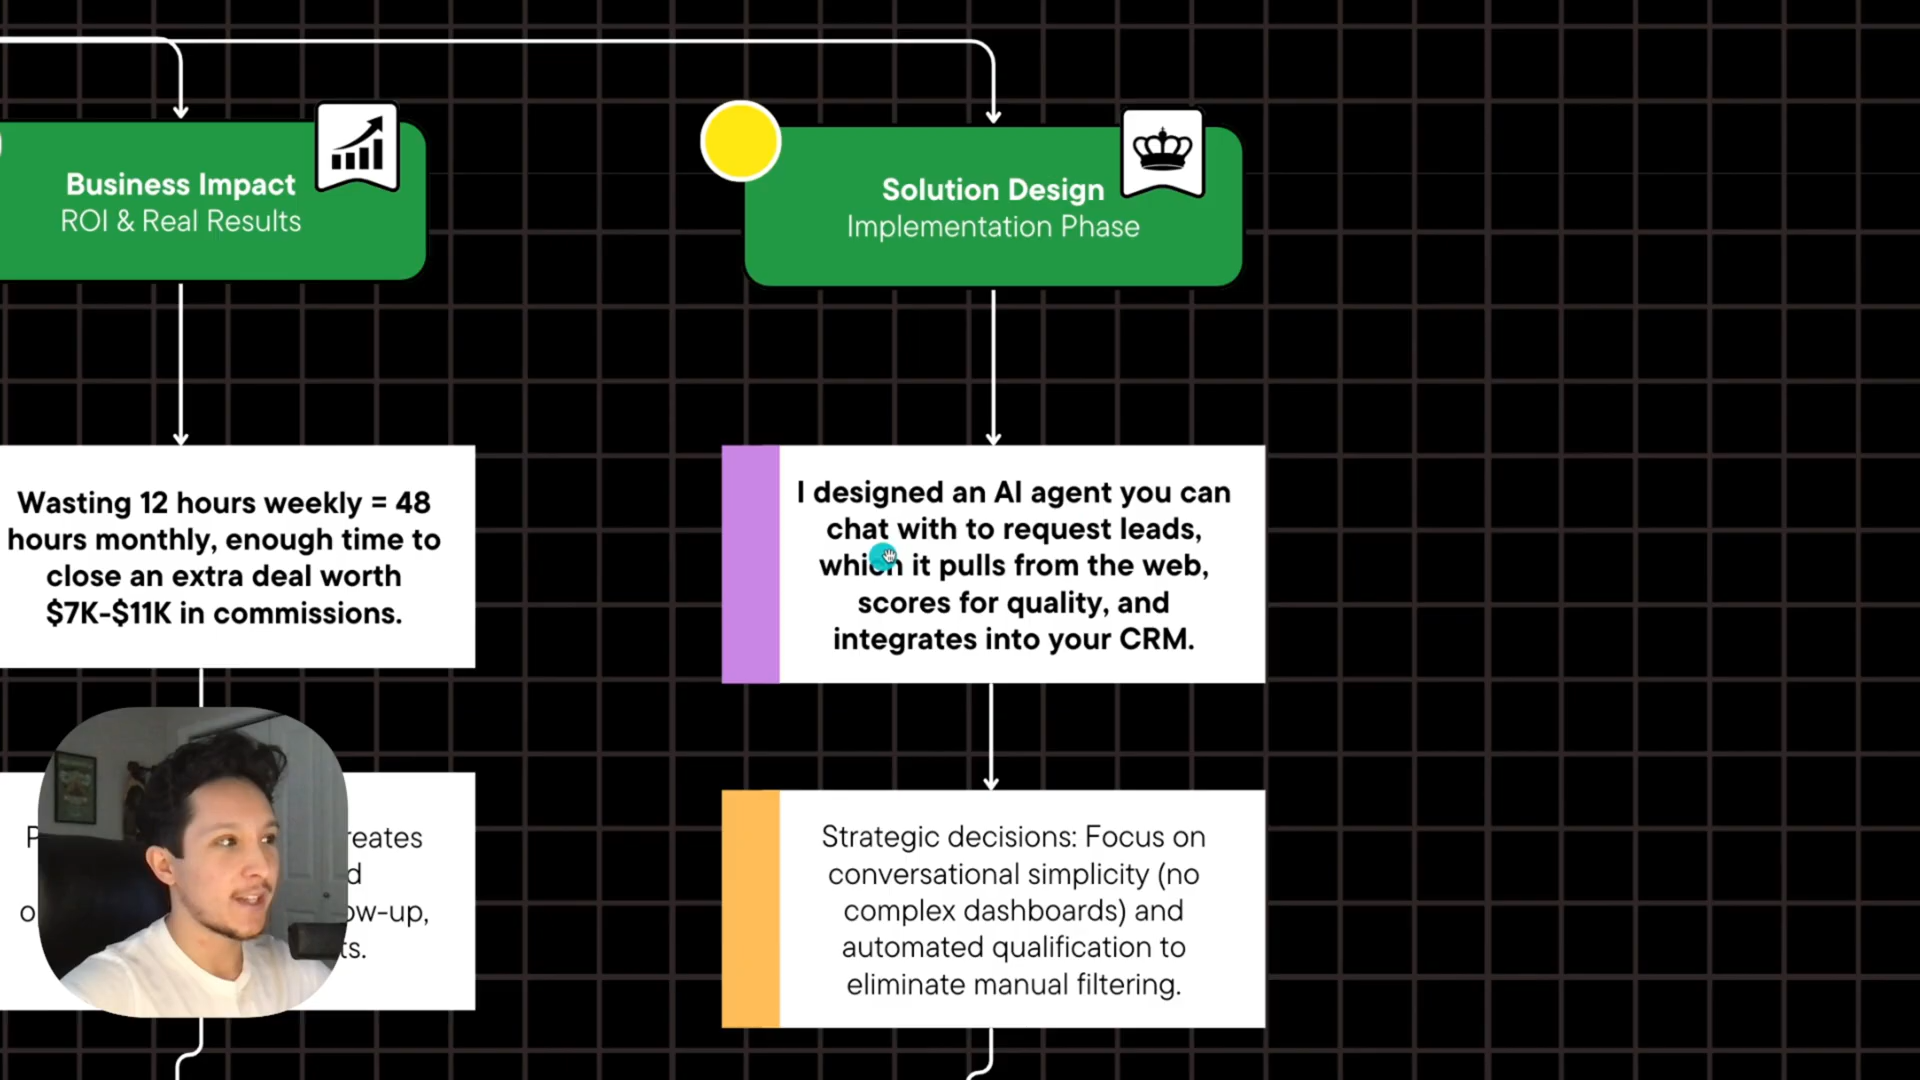 Business Impact
ROI & Real Results
Wasting 12 hours weekly = 48
hours monthly, enough time to
close an extra deal worth
$7K-$11K in commissions.
Solution Design
Implementation Phase
I designed an AI agent you can
chat with to request leads,
which it pulls from the web,
scores for quality, and
integrates into your CRM.
Strategic decisions: Focus on
conversational simplicity (no
complex dashboards) and
automated qualification to
eliminate manual filtering.